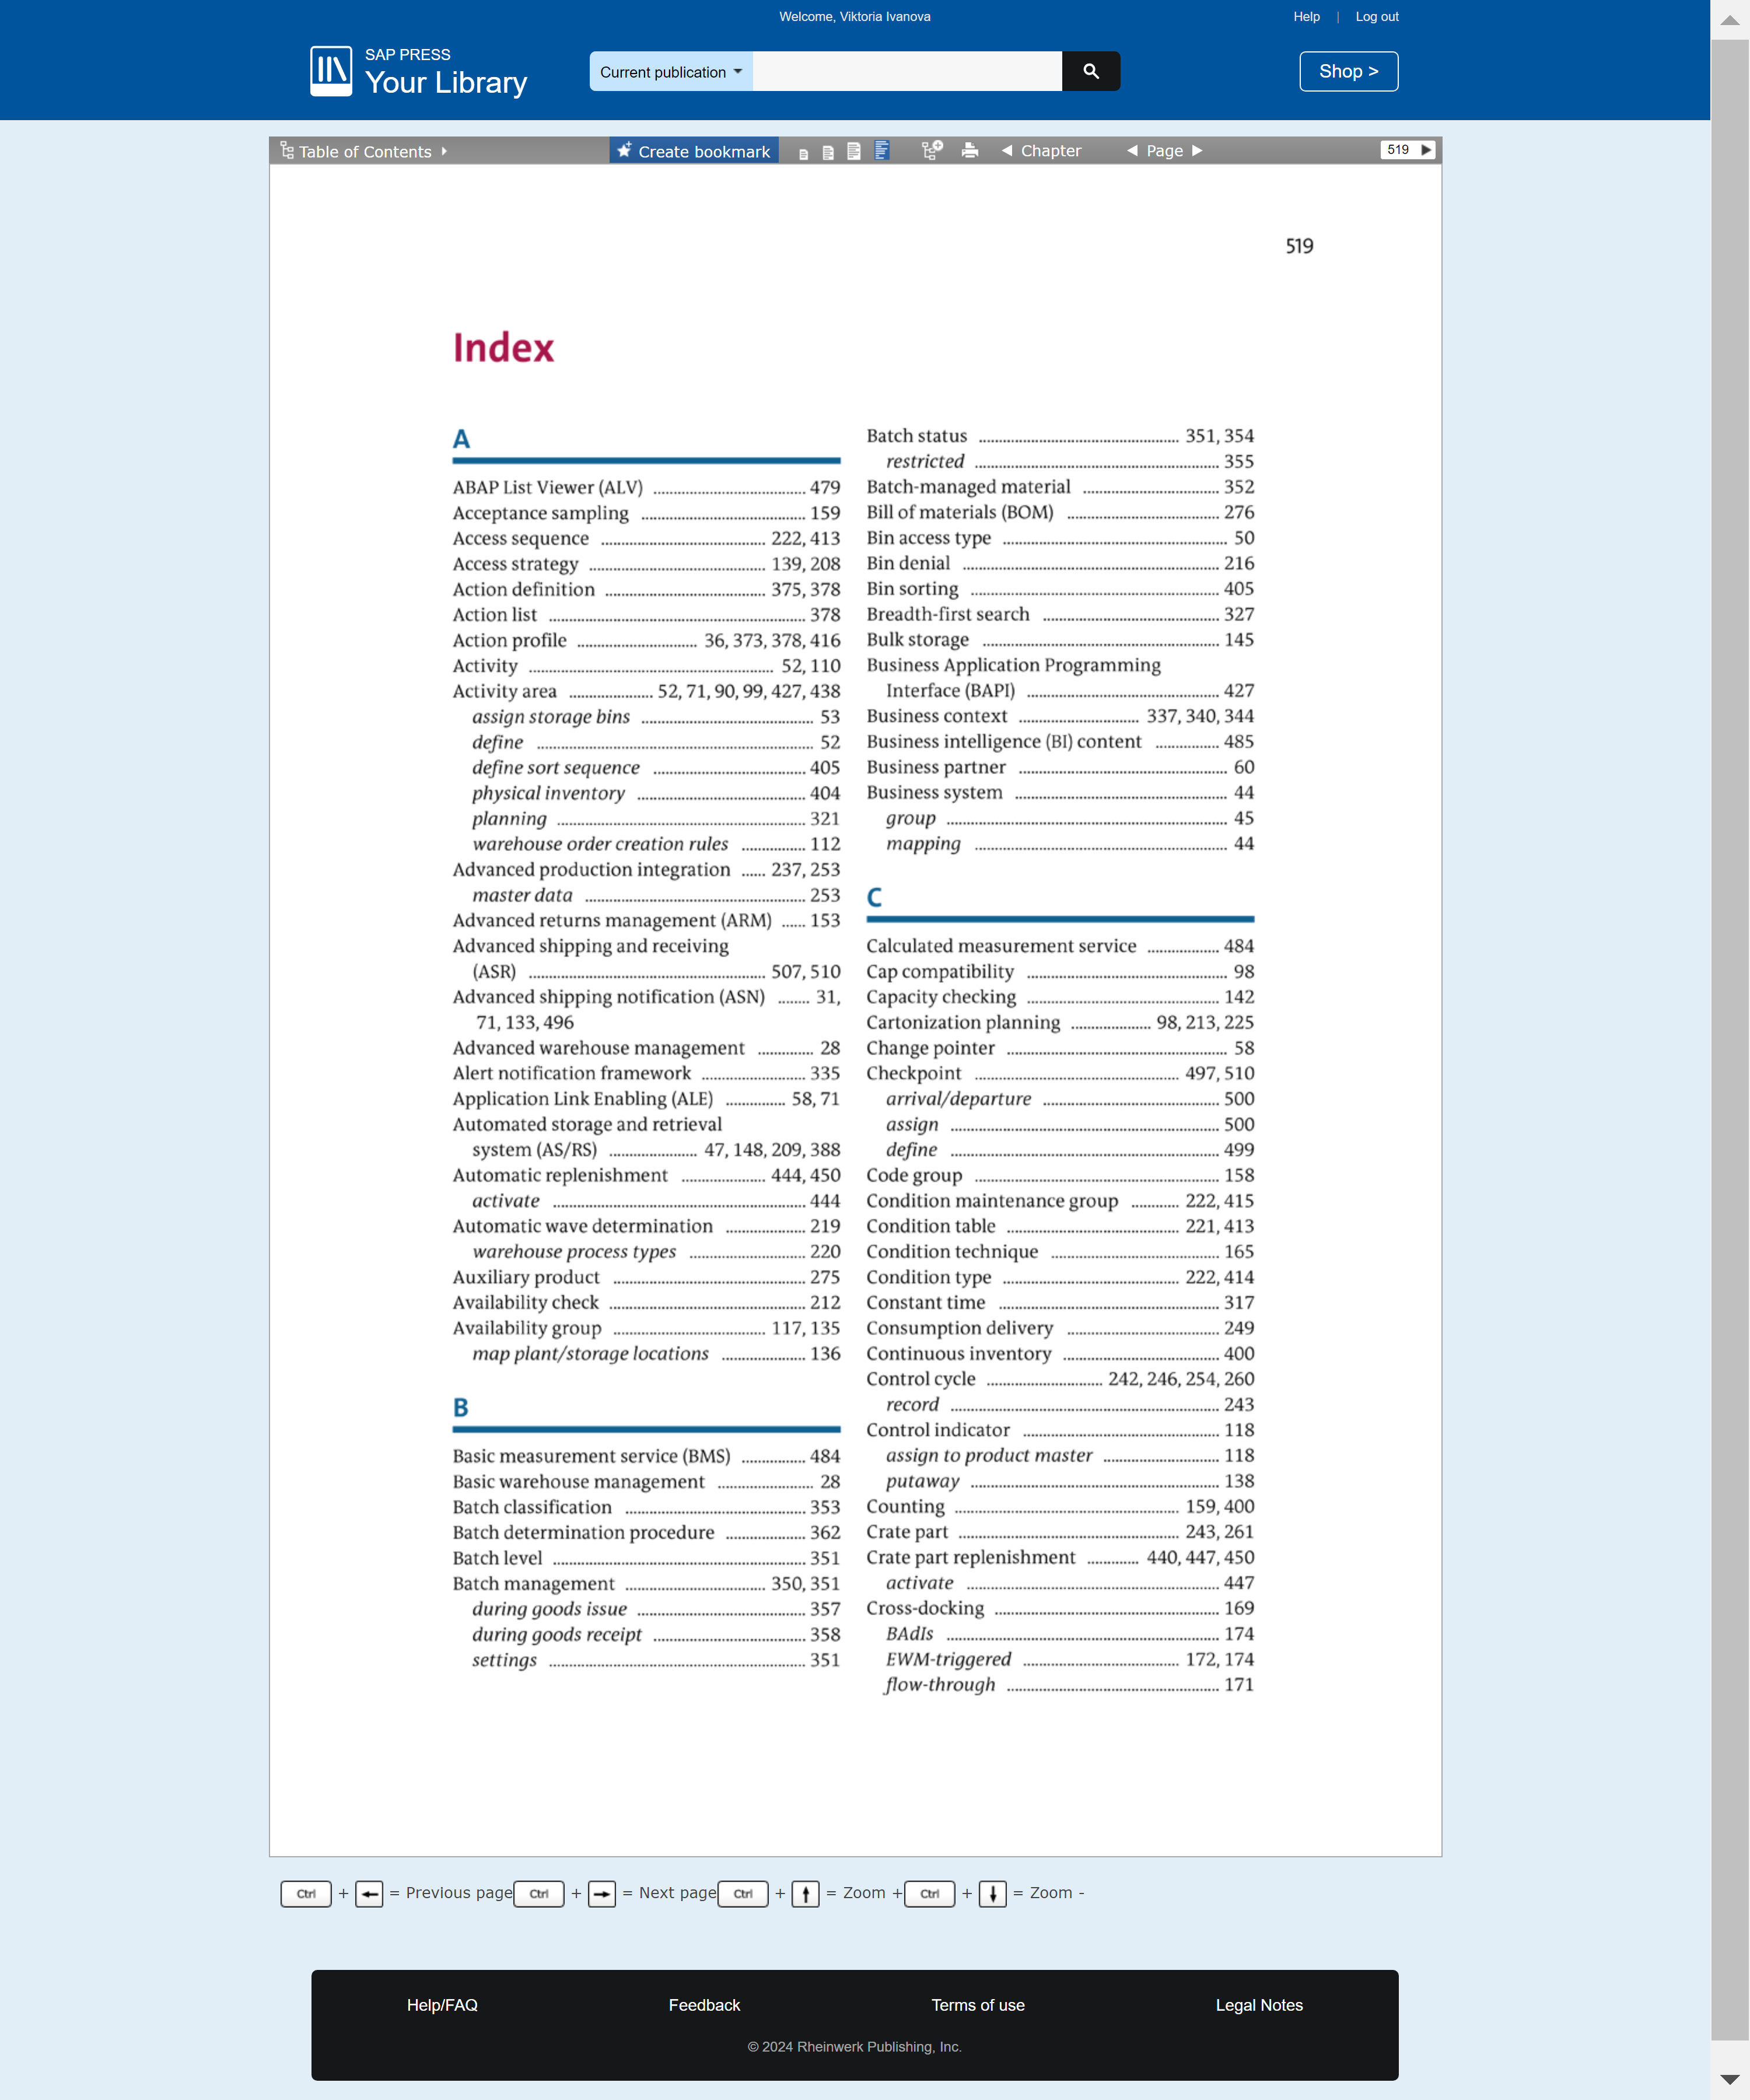 Welcome, Viktoria Ivanova
Help | Log out
SAP PRESS
Your Library
Current publication
Shop >
Table of Contents
Create bookmark
Chapter
Page
519
519
Index
A
ABAP List Viewer (ALV) ................................ 479
Acceptance sampling ................................... 159
Access sequence ................................... 222, 413
Access strategy ..................................... 139, 208
Action definition .................................. 375, 378
Action list ...................................................... 378
Action profile ......................... 36, 373, 378, 416
Activity .................................................... 52, 110
Activity area .................. 52, 71, 90, 99, 427, 438
assign storage bins .................................... 53
define .......................................................... 52
define sort sequence ................................ 405
physical inventory ................................... 404
planning .................................................... 321
warehouse order creation rules .............. 112
Advanced production integration ...... 237, 253
master data .............................................. 253
Advanced returns management (ARM) ...... 153
Advanced shipping and receiving
(ASR) .................................................. 507, 510
Advanced shipping notification (ASN) ........ 31,
71, 133, 496
Advanced warehouse management ............. 28
Alert notification framework ...................... 335
Application Link Enabling (ALE) .............. 58, 71
Automated storage and retrieval
system (AS/RS) ................... 47, 148, 209, 388
Automatic replenishment .................. 444, 450
activate ..................................................... 444
Automatic wave determination ................. 219
warehouse process types ......................... 220
Auxiliary product ......................................... 275
Availability check ......................................... 212
Availability group ................................ 117, 135
map plant/storage locations .................. 136
B
Basic measurement service (BMS) .............. 484
Basic warehouse management .................... 28
Batch classification ...................................... 353
Batch determination procedure ................. 362
Batch level ..................................................... 351
Batch management .............................. 350, 351
during goods issue ................................... 357
during goods receipt ................................ 358
settings ...................................................... 351
Batch status ........................................... 351, 354
restricted ................................................... 355
Batch-managed material ............................. 352
Bill of materials (BOM) ................................ 276
Bin access type ................................................ 50
Bin denial ...................................................... 216
Bin sorting .................................................... 405
Breadth-first search ..................................... 327
Bulk storage .................................................. 145
Business Application Programming
Interface (BAPI) ........................................ 427
Business context ......................... 337, 340, 344
Business intelligence (BI) content .............. 485
Business partner ............................................ 60
Business system ............................................. 44
group ........................................................... 45
mapping ..................................................... 44
C
Calculated measurement service ................ 484
Cap compatibility ........................................... 98
Capacity checking ........................................ 142
Cartonization planning .................. 98, 213, 225
Change pointer ............................................... 58
Checkpoint ........................................... 497, 510
arrival/departure ..................................... 500
assign ........................................................ 500
define ........................................................ 499
Code group .................................................... 158
Condition maintenance group ........... 222, 415
Condition table ..................................... 221, 413
Condition technique .................................... 165
Condition type ...................................... 222, 414
Constant time ............................................... 317
Consumption delivery ................................. 249
Continuous inventory .................................. 400
Control cycle ......................... 242, 246, 254, 260
record ........................................................ 243
Control indicator .......................................... 118
assign to product master ......................... 118
putaway .................................................... 138
Counting ............................................... 159, 400
Crate part .............................................. 243, 261
Crate part replenishment ............ 440, 447, 450
activate ..................................................... 447
Cross-docking ............................................... 169
BAdIs ......................................................... 174
EWM-triggered .................................. 172, 174
flow-through ............................................. 171
Ctrl + ← = Previous page Ctrl + → = Next page Ctrl + ↑ = Zoom + Ctrl + ↓ = Zoom -
Help/FAQ
Feedback
Terms of use
Legal Notes
© 2024 Rheinwerk Publishing, Inc.